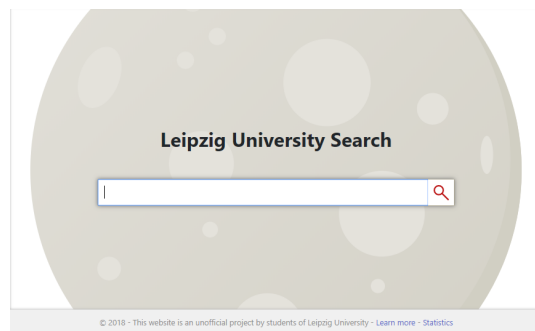 Leipzig University Search
© 2018 - This website is an unofficial project by students of Leipzig University - Learn more - Statistics